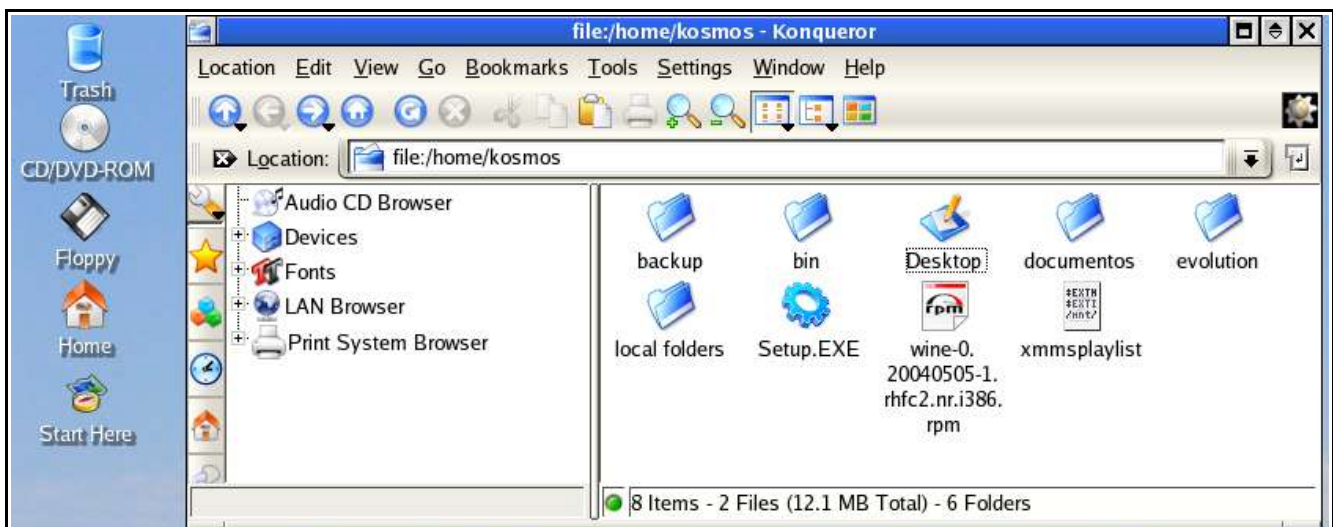 Trash
CD/DVD-ROM
Floppy
Home
Start Here
file:/home/kosmos - Konqueror
Location Edit View Go Bookmarks Tools Settings Window Help
Location: file:/home/kosmos
Audio CD Browser
Devices
Fonts
LAN Browser
Print System Browser
backup bin Desktop documentos evolution
local folders Setup.EXE wine-0. xmmsplaylist
20040505-1.
rhfc2.nr.i386.
rpm
rpm
8 Items - 2 Files (12.1 MB Total) - 6 Folders